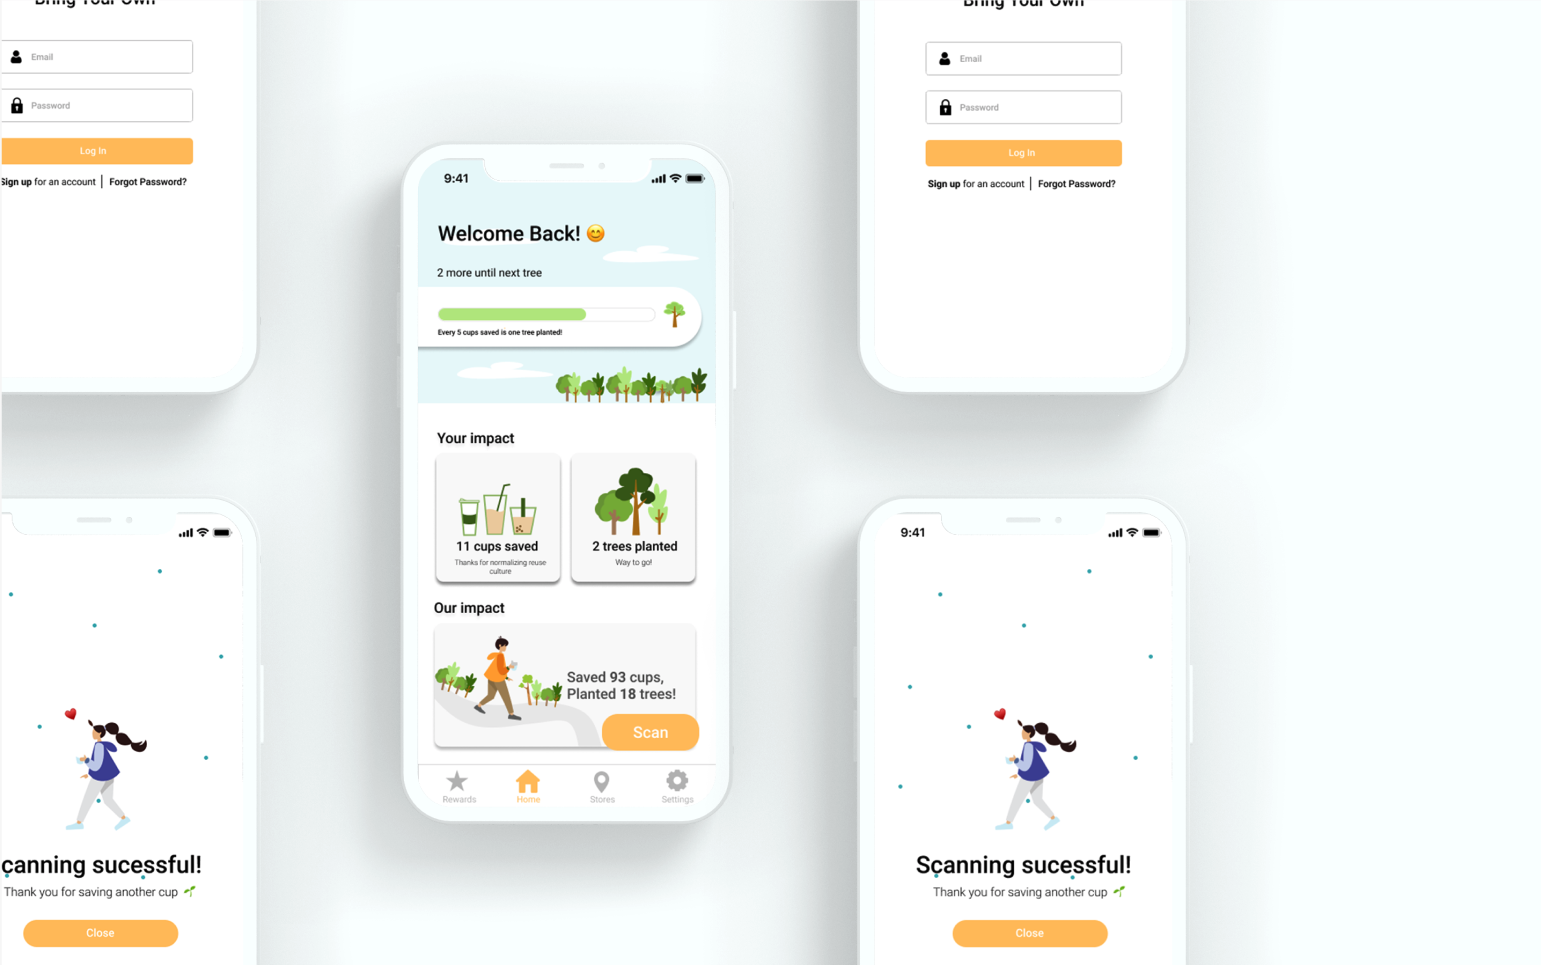 Bring Your Own
Email
Password
Log In
Sign up for an account | Forgot Password?
9:41
Welcome Back! 😊
2 more until next tree
Every 5 cups saved is one tree planted!
Your impact
11 cups saved
Thanks for normalizing reuse
culture
2 trees planted
Way to go!
Our impact
Saved 93 cups,
Planted 18 trees!
Scan
Rewards
Home
Stores
Settings
Bring Your Own
Email
Password
Log In
Sign up for an account | Forgot Password?
canning sucessful!
Thank you for saving another cup 🌱
Close
9:41
Scanning sucessful!
Thank you for saving another cup 🌱
Close